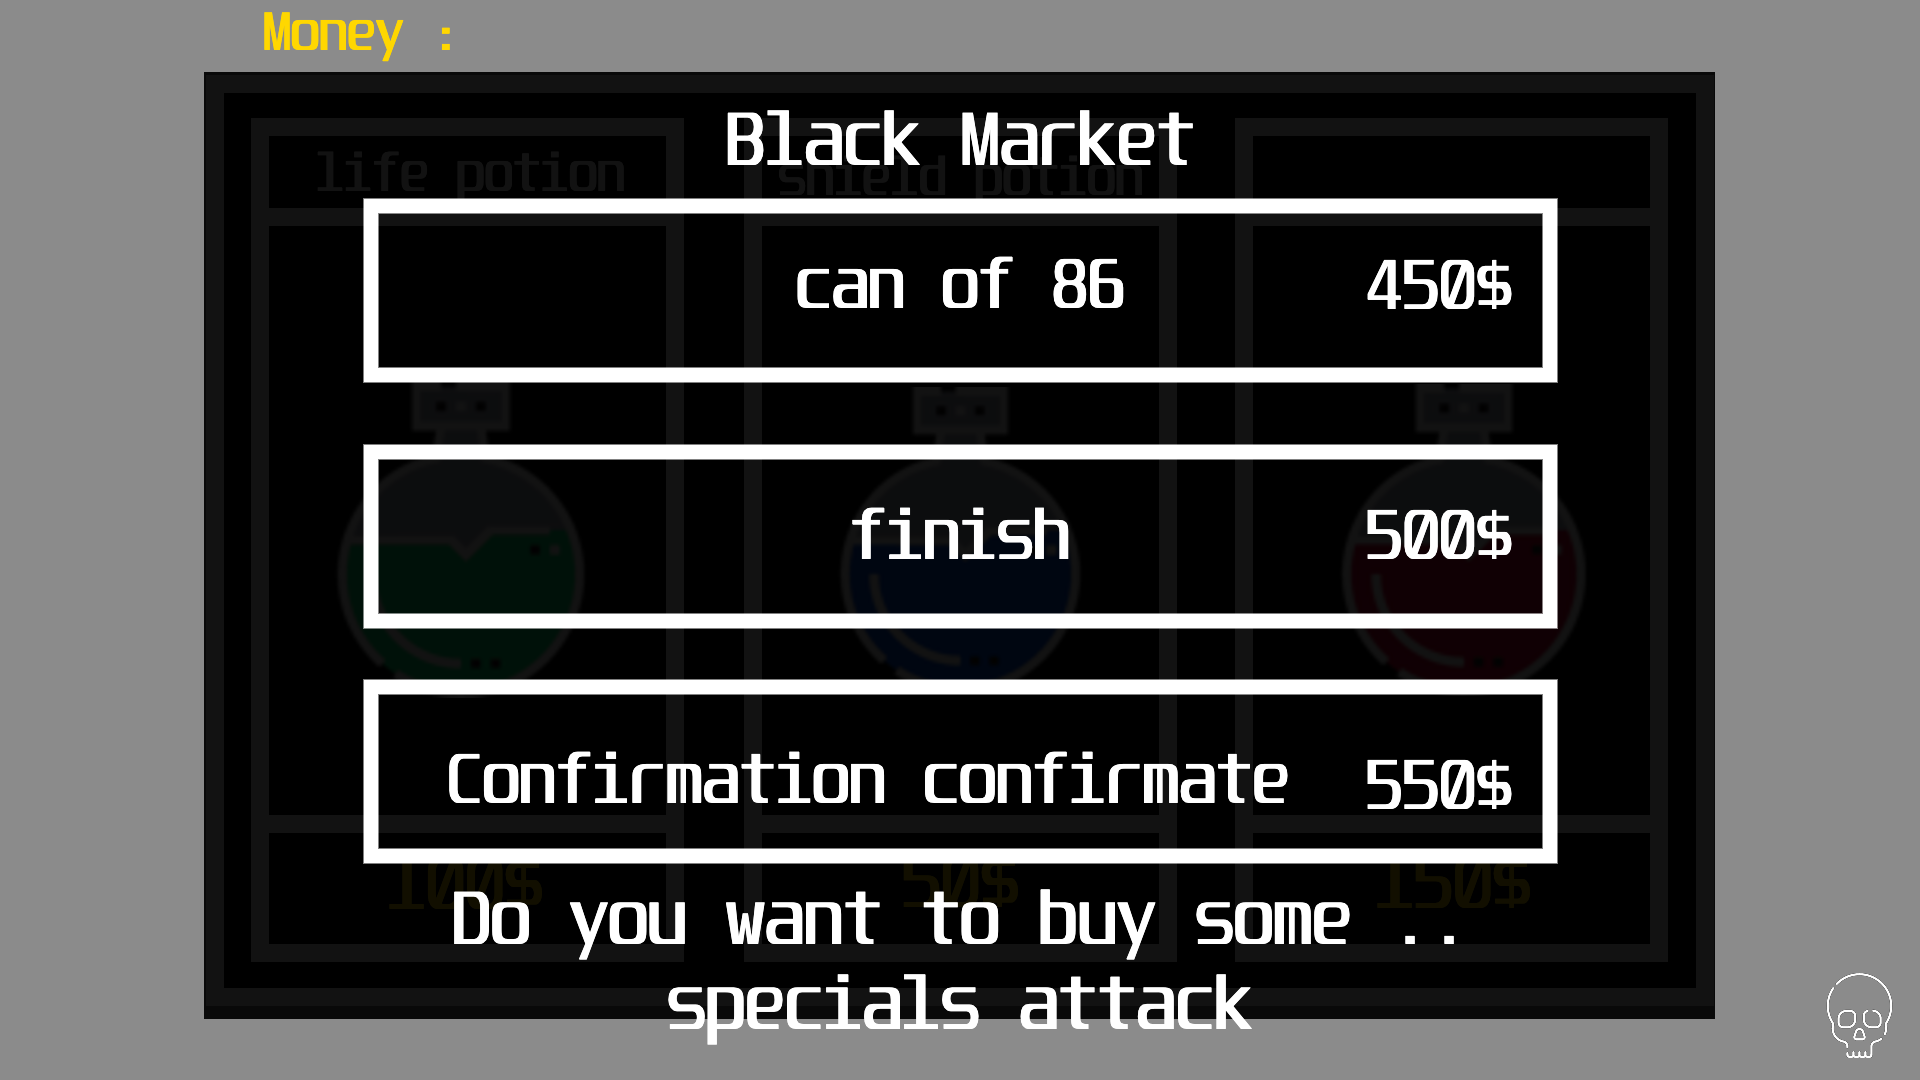 Money :
Black Market
life potion
shield potion
can of 86 450$
finish 500$
Confirmation confirmate 550$
100$ 50$ 150$
Do you want to buy some ..
specials attack